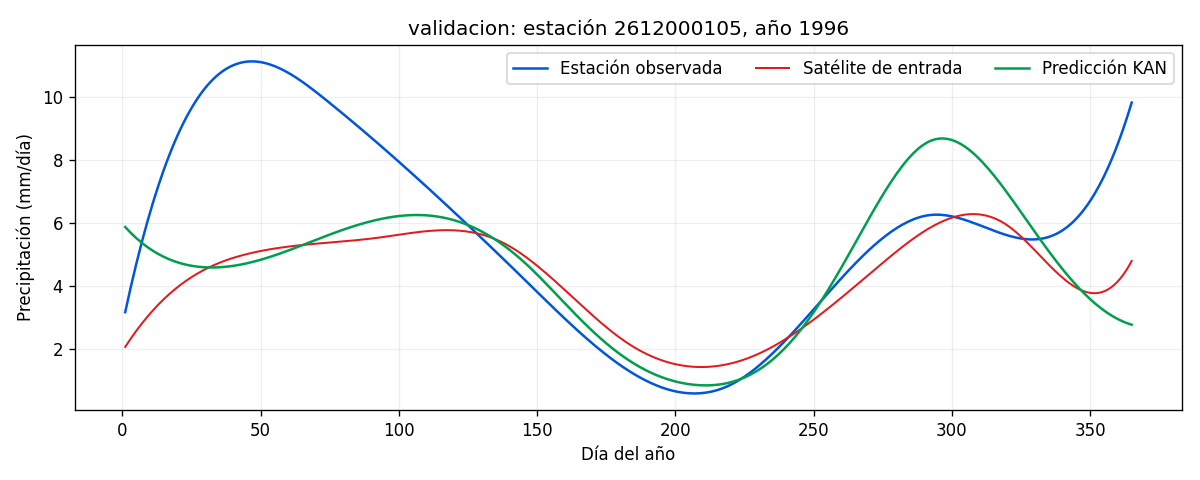 validacion: estación 2612000105, año 1996
Estación observada
Satélite de entrada
Predicción KAN
Precipitación (mm/día)
10
8
6
4
2
0
50
100
150
200
250
300
350
Día del año